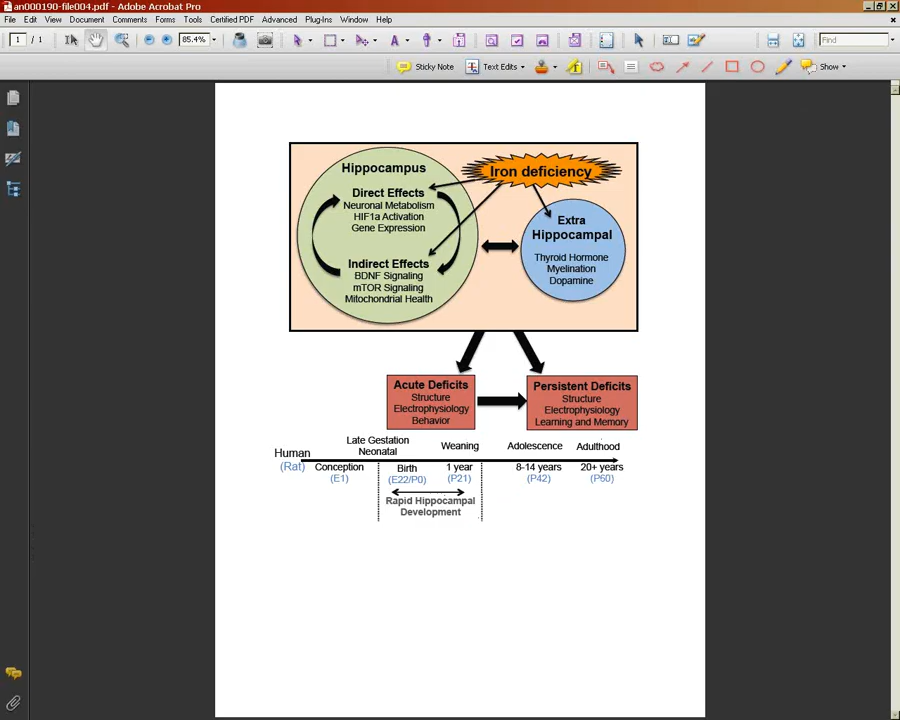 an000190-file004.pdf - Adobe Acrobat Pro
File Edit View Document Comments Forms Tools Certified PDF Advanced Plug-Ins Window Help
1 / 1 85.4% Find
Sticky Note Text Edits Show
Hippocampus
Iron deficiency
Direct Effects
Neuronal Metabolism
HIF1a Activation
Gene Expression
Indirect Effects
BDNF Signaling
mTOR Signaling
Mitochondrial Health
Extra
Hippocampal
Thyroid Hormone
Myelination
Dopamine
Acute Deficits
Structure
Electrophysiology
Behavior
Persistent Deficits
Structure
Electrophysiology
Learning and Memory
Late Gestation
Neonatal
Weaning
Adolescence
Adulthood
Human
(Rat)
Conception
(E1)
Birth
(E22/P0)
1 year
(P21)
8-14 years
(P42)
20+ years
(P60)
Rapid Hippocampal
Development